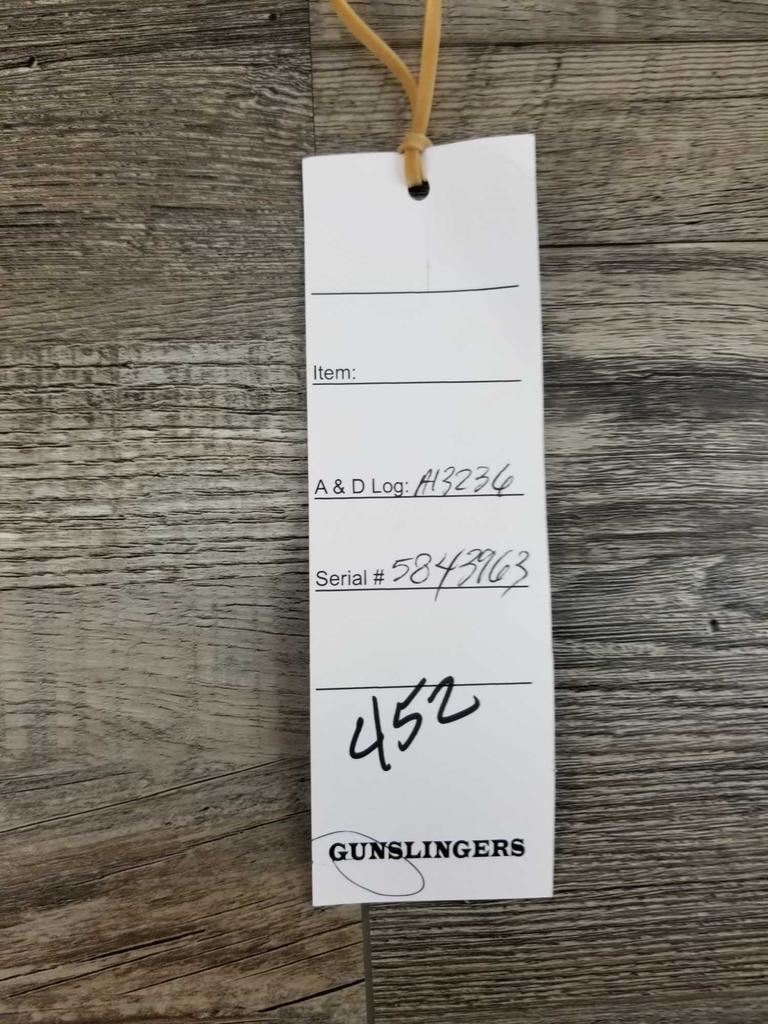 Item:
A & D Log: A13236
Serial # 5843963
452
GUNSLINGERS